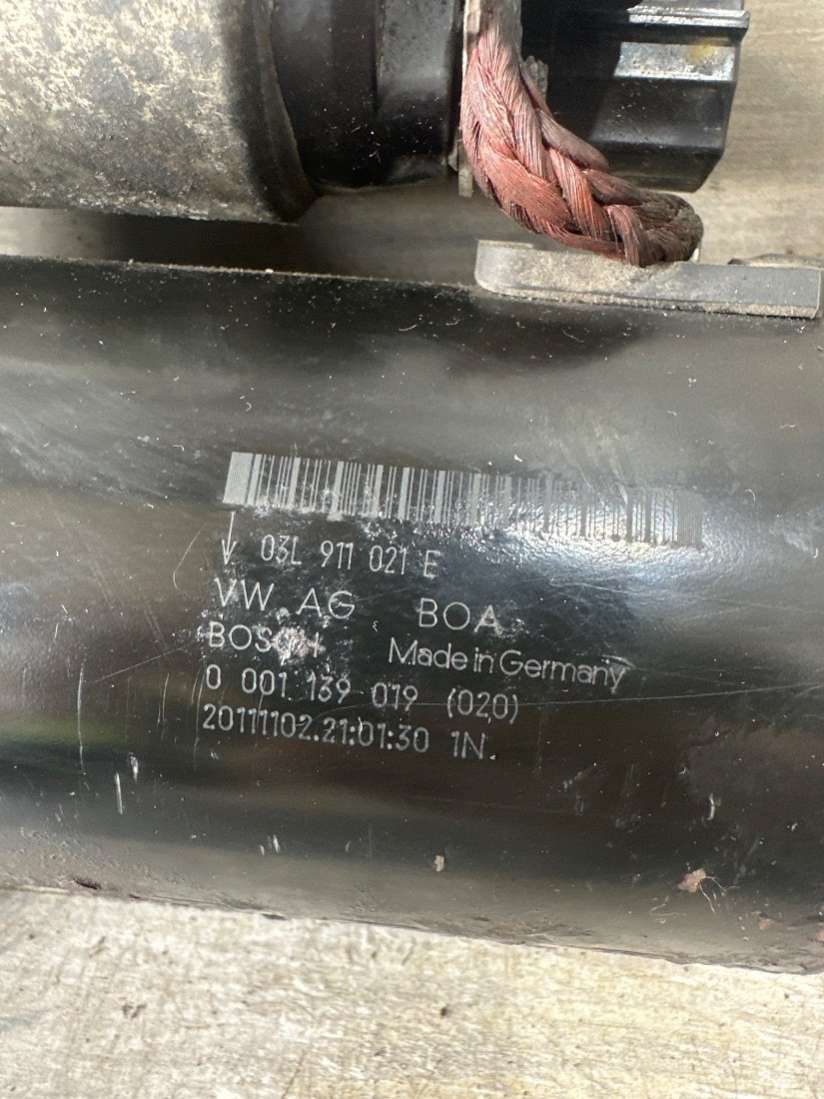 03L 911 021 E
VW AG BOA
BOSCH Made in Germany
0 001 139 019 (020)
20111102.21:01:30 1N.